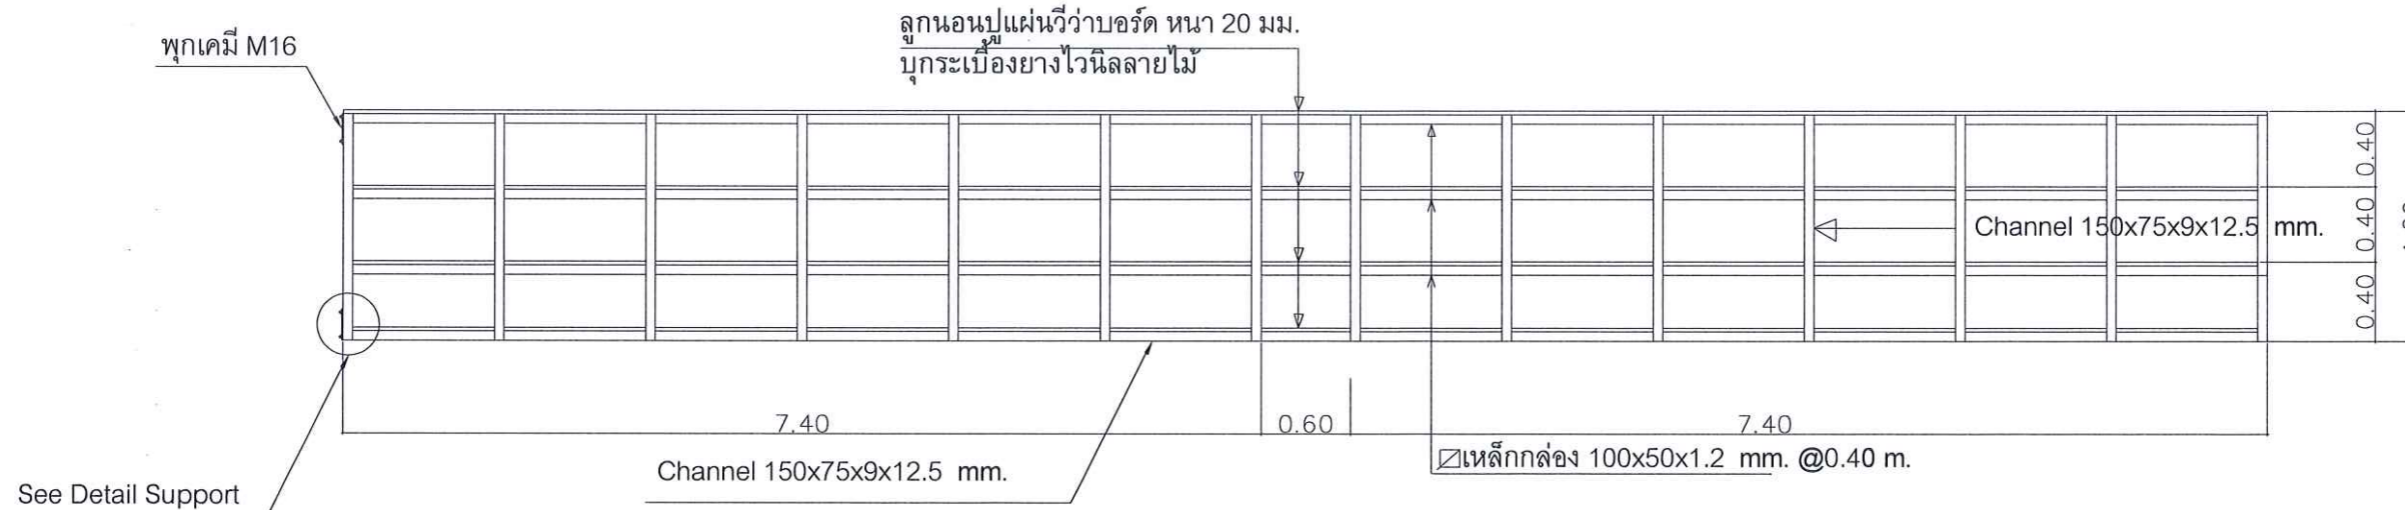 ลูกนอนปูแผ่นวีว่าบอร์ด หนา 20 มม.
พุกเคมี M16
บุกระเบื้องยางไวนิลลายไม้
0.40
0.40
0.40
Channel 150x75x9x12.5 mm.
7.40
0.60
7.40
เหล็กกล่อง 100x50x1.2 mm. @0.40 m.
Channel 150x75x9x12.5 mm.
See Detail Support